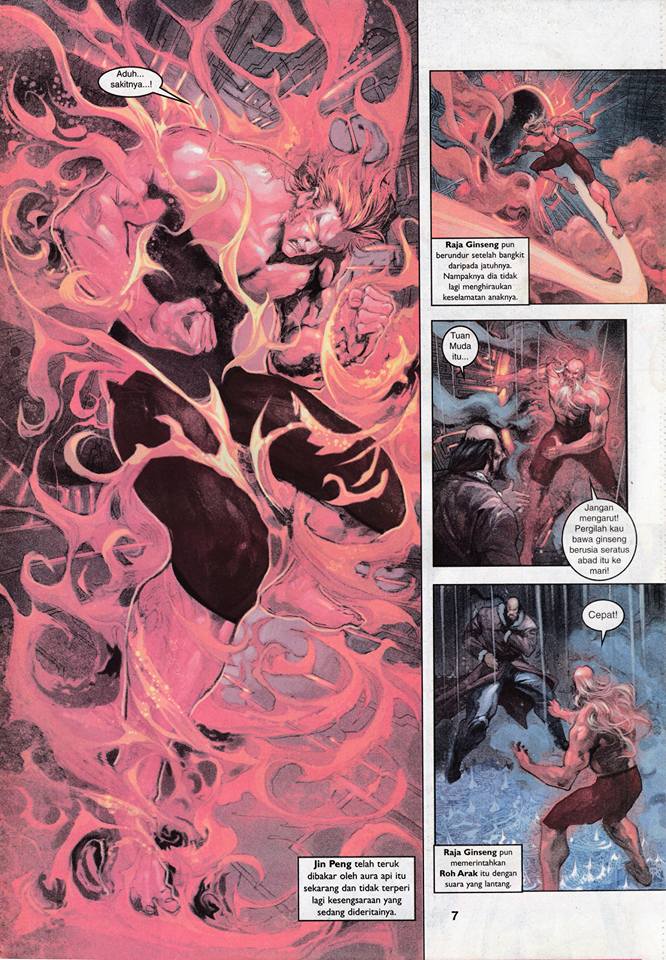 Aduh...
sakitnya...!
Jin Peng telah teruk
dibakar oleh aura api itu
sekarang dan tidak terperi
lagi kesengsaraan yang
sedang dideritainya.
Raja Ginseng pun
berundur setelah bangkit
daripada jatuhnya.
Nampaknya dia tidak
lagi menghiraukan
keselamatan anaknya.
Tuan
Muda
itu...
Jangan
mengarut!
Pergilah kau
bawa ginseng
berusia seratus
abad itu ke
mari!
Cepat!
Raja Ginseng pun
memerintahkan
Roh Arak itu dengan
suara yang lantang.
7